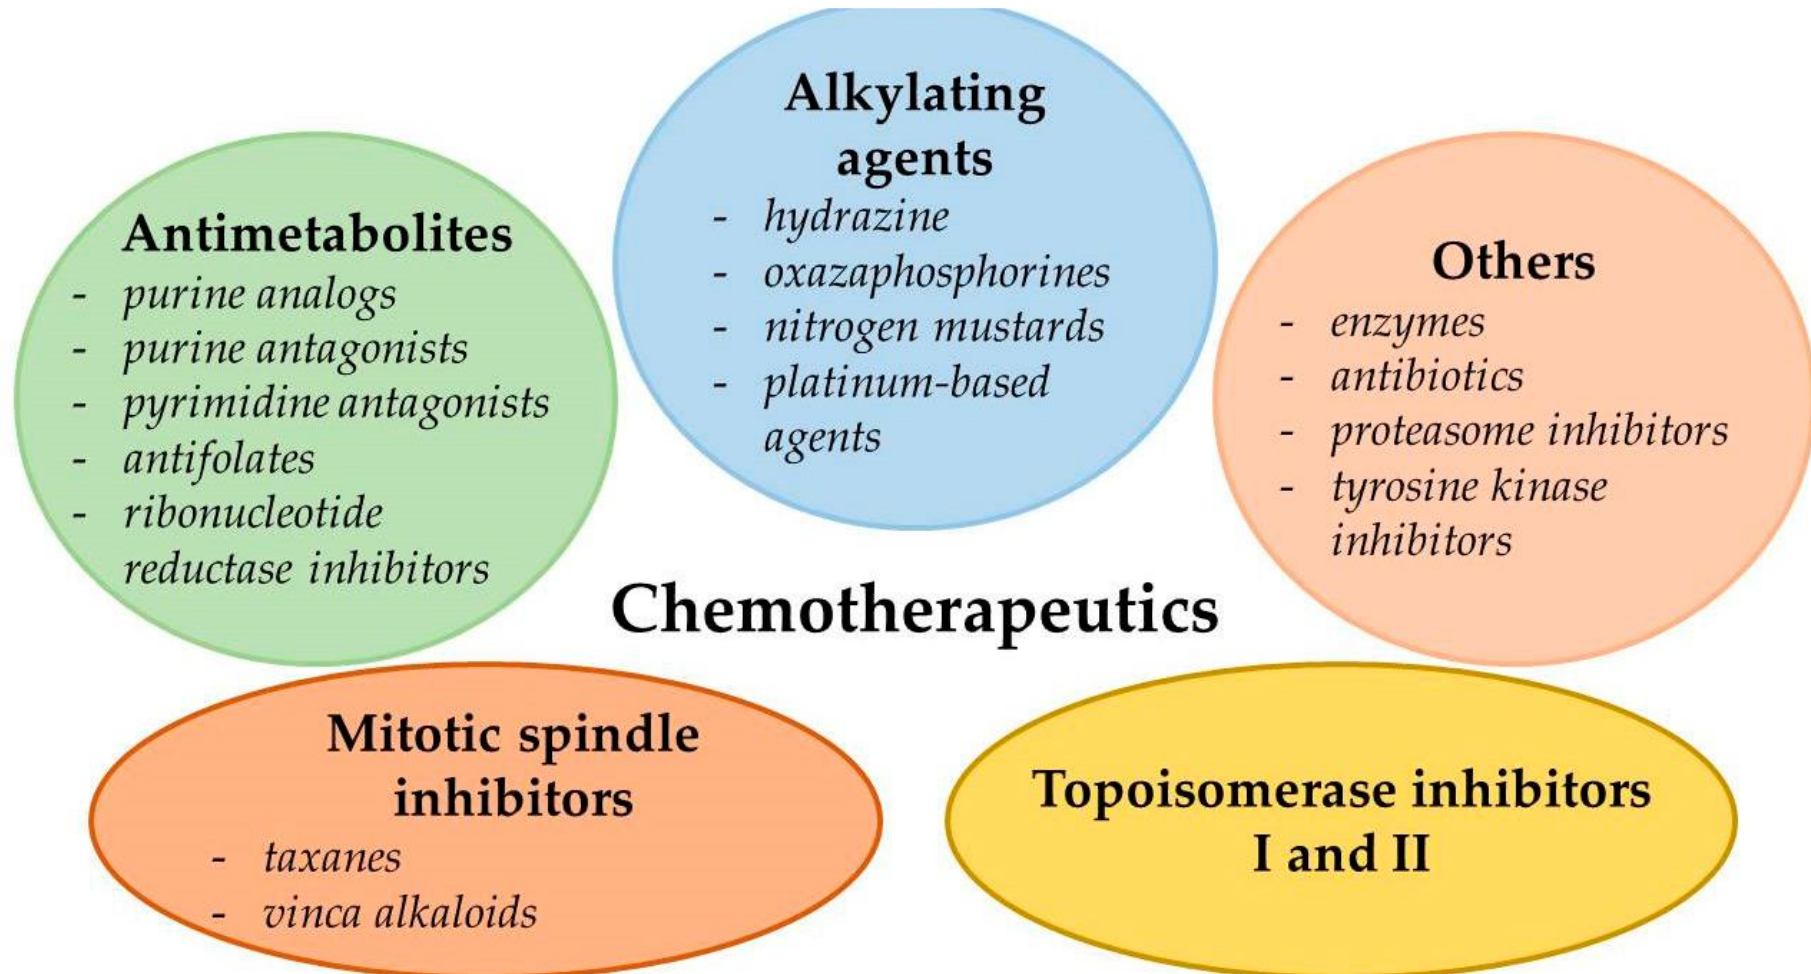 Alkylating
agents
- hydrazine
- oxazaphosphorines
- nitrogen mustards
- platinum-based
agents
Antimetabolites
- purine analogs
- purine antagonists
- pyrimidine antagonists
- antifolates
- ribonucleotide
reductase inhibitors
Others
- enzymes
- antibiotics
- proteasome inhibitors
- tyrosine kinase
inhibitors
Chemotherapeutics
Mitotic spindle
inhibitors
- taxanes
- vinca alkaloids
Topoisomerase inhibitors
I and II